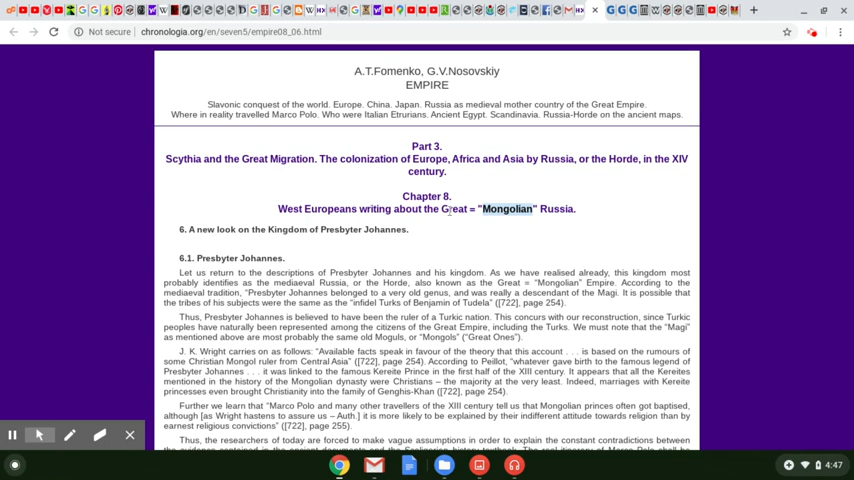 Not secure
chronologia.org/en/seven5/empire08_06.html
A.T.Fomenko, G.V.Nosovskiy
EMPIRE
Slavonic conquest of the world. Europe. China. Japan. Russia as medieval mother country of the Great Empire.
Where in reality travelled Marco Polo. Who were Italian Etrurians. Ancient Egypt. Scandinavia. Russia-Horde on the ancient maps.
Part 3.
Scythia and the Great Migration. The colonization of Europe, Africa and Asia by Russia, or the Horde, in the XIV
century.
Chapter 8.
West Europeans writing about the Great = "Mongolian" Russia.
6. A new look on the Kingdom of Presbyter Johannes.
6.1. Presbyter Johannes.
Let us return to the descriptions of Presbyter Johannes and his kingdom. As we have realised already, this kingdom most
probably identifies as the mediaeval Russia, or the Horde, also known as the Great = “Mongolian” Empire. According to the
mediaeval tradition, “Presbyter Johannes belonged to a very old genus, and was really a descendant of the Magi. It is possible that
the tribes of his subjects were the same as the “infidel Turks of Benjamin of Tudela” ([722], page 254).
Thus, Presbyter Johannes is believed to have been the ruler of a Turkic nation. This concurs with our reconstruction, since Turkic
peoples have naturally been represented among the citizens of the Great Empire, including the Turks. We must note that the “Magi”
as mentioned above are most probably the same old Moguls, or “Mongols” (“Great Ones”).
J. K. Wright carries on as follows: “Available facts speak in favour of the theory that this account . . . is based on the rumours of
some Christian Mongol ruler from Central Asia” ([722], page 254). According to Peillot, “whatever gave birth to the famous legend of
Presbyter Johannes . . . it was linked to the famous Kereite Prince in the first half of the XIII century. It appears that all the Kereites
mentioned in the history of the Mongolian dynasty were Christians – the majority at the very least. Indeed, marriages with Kereite
princesses even brought Christianity into the family of Genghis-Khan ([722], page 254).
Further we learn that “Marco Polo and many other travellers of the XIII century tell us that Mongolian princes often got baptised,
although [as Wright hastens to assure us – Auth.] it is more likely to be explained by their indifferent attitude towards religion than by
earnest religious convictions” ([722], page 255).
Thus, the researchers of today are forced to make vague assumptions in order to explain the constant contradictions between
4:47